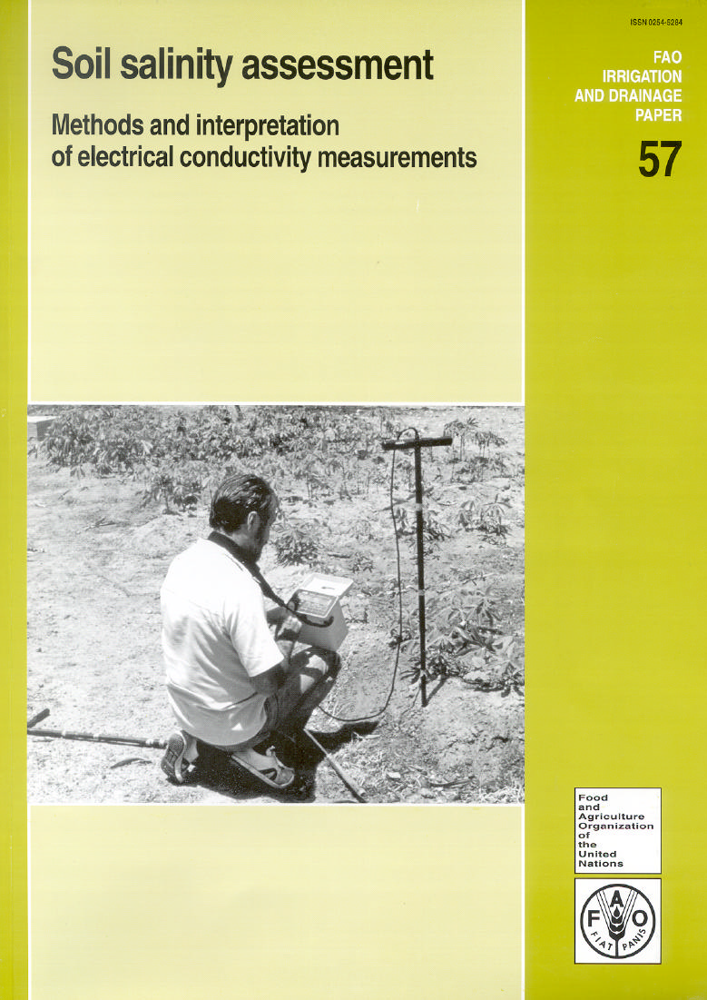 ISSN 0254-5284
Soil salinity assessment
Methods and interpretation
of electrical conductivity measurements
FAO
IRRIGATION
AND DRAINAGE
PAPER
57
Food
and
Agriculture
Organization
of
the
United
Nations
F A O
FIAT PANIS